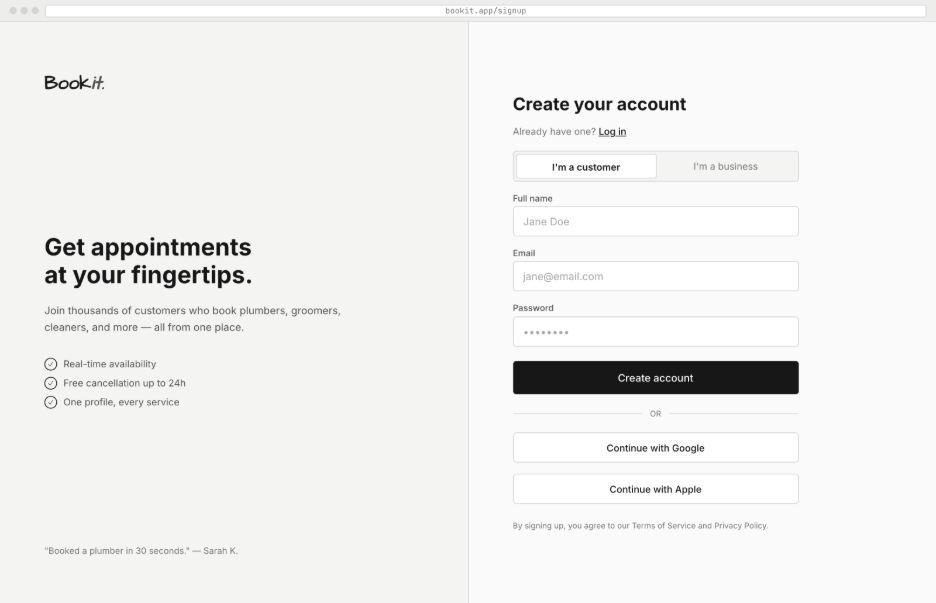 bookit.app/signup
Bookit.
Get appointments
at your fingertips.
Join thousands of customers who book plumbers, groomers,
cleaners, and more — all from one place.
Real-time availability
Free cancellation up to 24h
One profile, every service
"Booked a plumber in 30 seconds." — Sarah K.
Create your account
Already have one? Log in
I'm a customer
I'm a business
Full name
Jane Doe
Email
jane@email.com
Password
••••••••
Create account
OR
Continue with Google
Continue with Apple
By signing up, you agree to our Terms of Service and Privacy Policy.